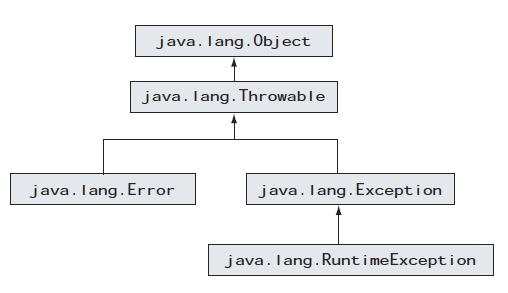 java.lang.Object
java.lang.Throwable
java.lang.Error
java.lang.Exception
java.lang.RuntimeException